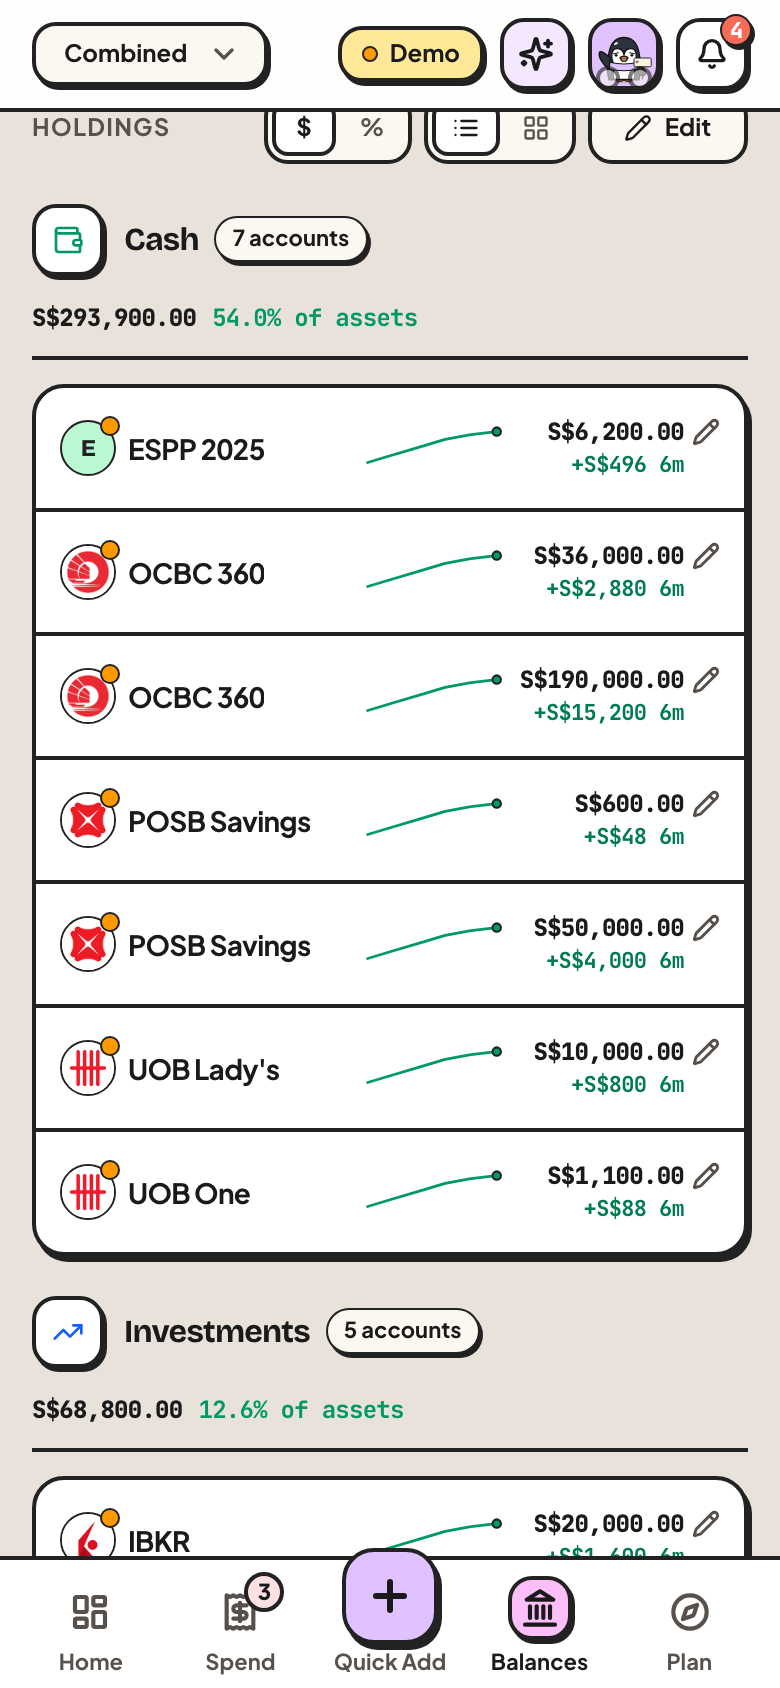 Combined
Demo
4
HOLDINGS
$
%
Edit
Cash
7 accounts
S$293,900.00 54.0% of assets
E
ESPP 2025
S$6,200.00
+S$496 6m
OCBC 360
S$36,000.00
+S$2,880 6m
OCBC 360
S$190,000.00
+S$15,200 6m
POSB Savings
S$600.00
+S$48 6m
POSB Savings
S$50,000.00
+S$4,000 6m
UOB Lady's
S$10,000.00
+S$800 6m
UOB One
S$1,100.00
+S$88 6m
Investments
5 accounts
S$68,800.00 12.6% of assets
IBKR
S$20,000.00
+S$1,600 6m
3
Home
Spend
Quick Add
Balances
Plan